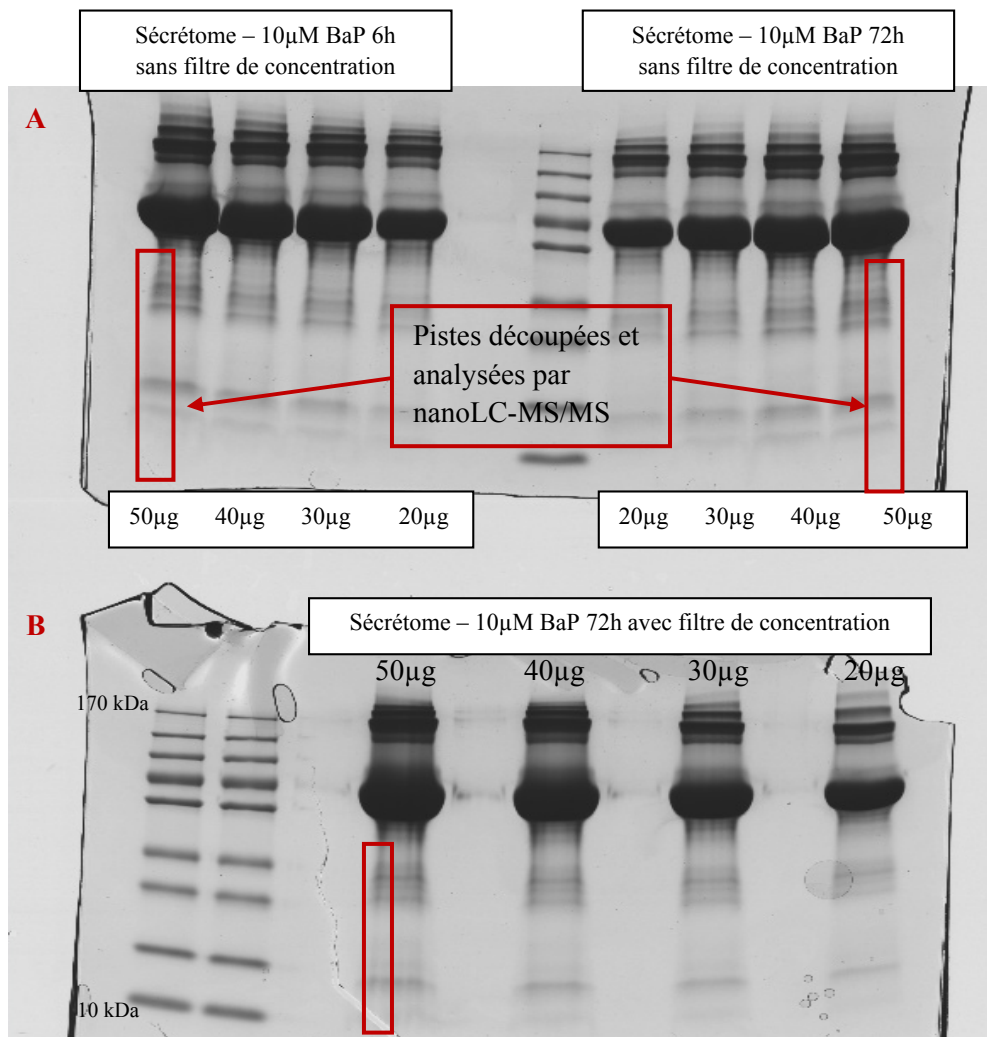 Sécrétome – 10µM BaP 6h
sans filtre de concentration
Sécrétome – 10µM BaP 72h
sans filtre de concentration
A
Pistes découpées et
analysées par
nanoLC-MS/MS
50µg 40µg 30µg 20µg
20µg 30µg 40µg 50µg
B
Sécrétome – 10µM BaP 72h avec filtre de concentration
50µg 40µg 30µg 20µg
170 kDa
10 kDa